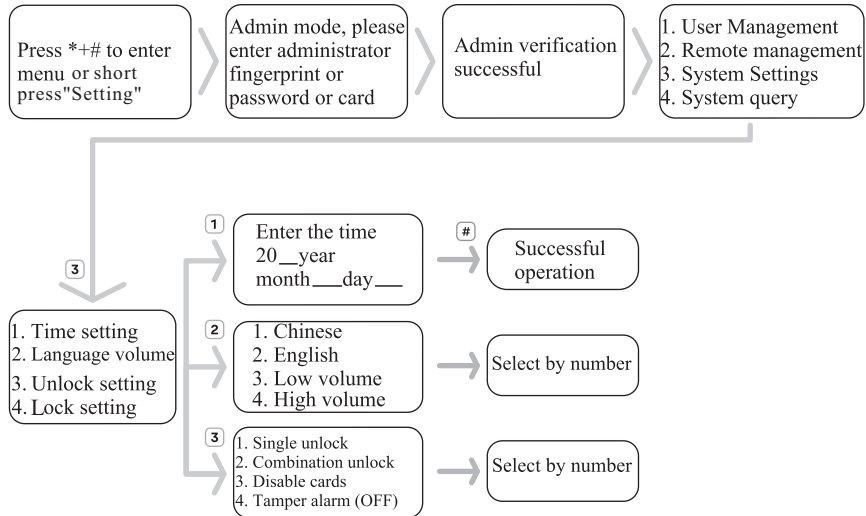 Press *+# to enter
menu or short
press"Setting"
Admin mode, please
enter administrator
fingerprint or
password or card
Admin verification
successful
1. User Management
2. Remote management
3. System Settings
4. System query
3
1. Time setting
2. Language volume
3. Unlock setting
4. Lock setting
1
Enter the time
20__year
month___day___
#
Successful
operation
2
1. Chinese
2. English
3. Low volume
4. High volume
Select by number
3
1. Single unlock
2. Combination unlock
3. Disable cards
4. Tamper alarm (OFF)
Select by number